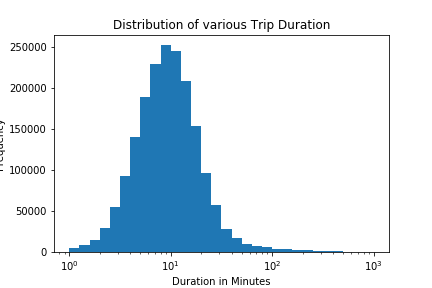 Distribution of various Trip Duration
250000
200000
150000
100000
50000
0
Frequency
10⁰ 10¹ 10² 10³
Duration in Minutes